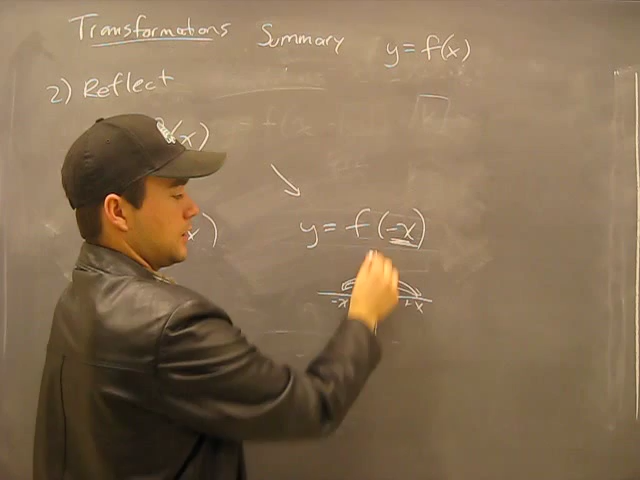 Transformations Summary y = f(x)
2) Reflect
(x)
y = f(-x)
x)
-x +x